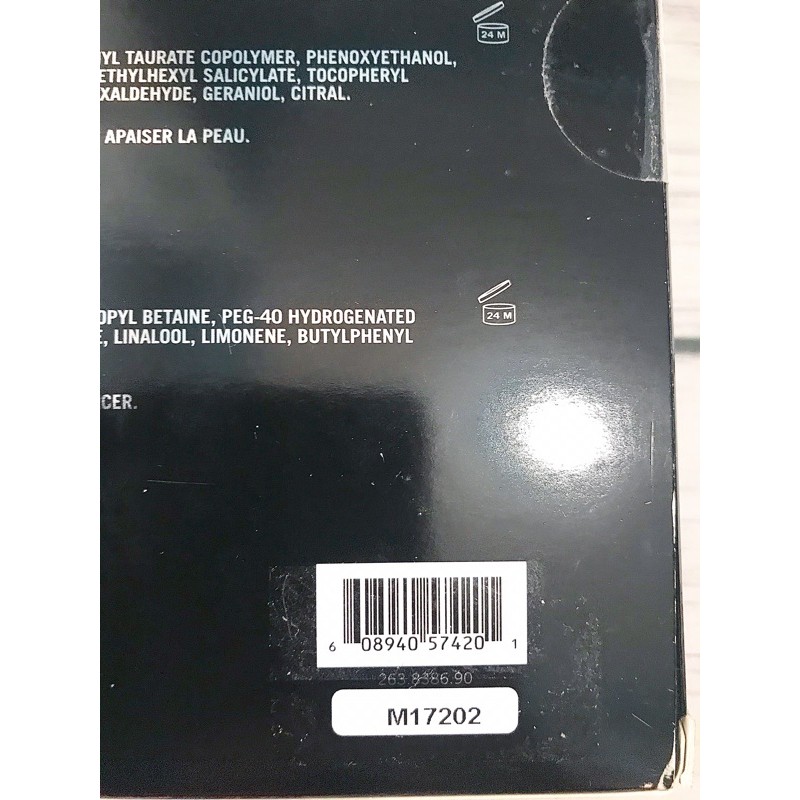 24 M
YL TAURATE COPOLYMER, PHENOXYETHANOL,
ETHYLHEXYL SALICYLATE, TOCOPHERYL
XALDEHYDE, GERANIOL, CITRAL.
APAISER LA PEAU.
24 M
OPYL BETAINE, PEG-40 HYDROGENATED
E, LINALOOL, LIMONENE, BUTYLPHENYL
CER.
6 08940 57420 1
263.8386.90
M17202